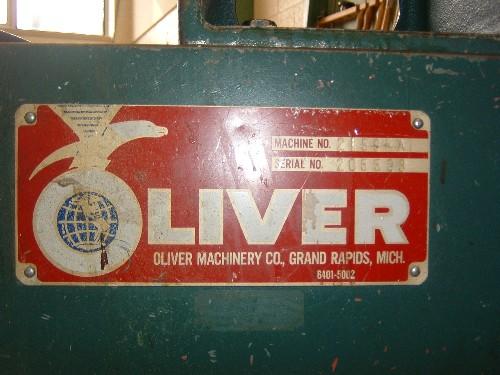 MACHINE NO.
SERIAL NO.
OLIVER
OLIVER MACHINERY CO., GRAND RAPIDS, MICH.
6401-5002